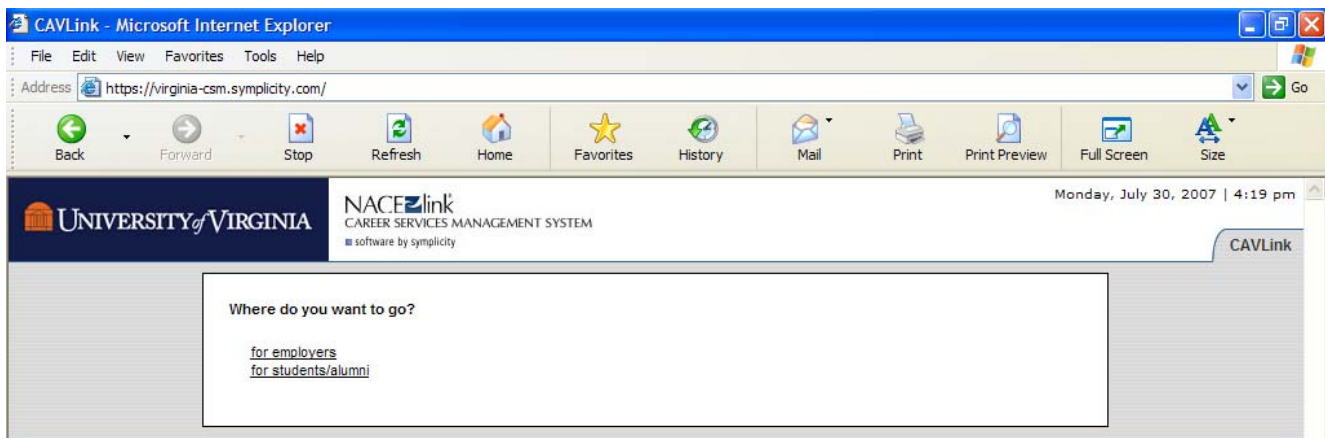 CAVLink - Microsoft Internet Explorer
File Edit View Favorites Tools Help
Address https://virginia-csm.symplicity.com/ Go
Back Forward Stop Refresh Home Favorites History Mail Print Print Preview Full Screen Size
Monday, July 30, 2007 | 4:19 pm
UNIVERSITY of VIRGINIA
NACElink
CAREER SERVICES MANAGEMENT SYSTEM
software by symplicity
CAVLink
Where do you want to go?
for employers
for students/alumni